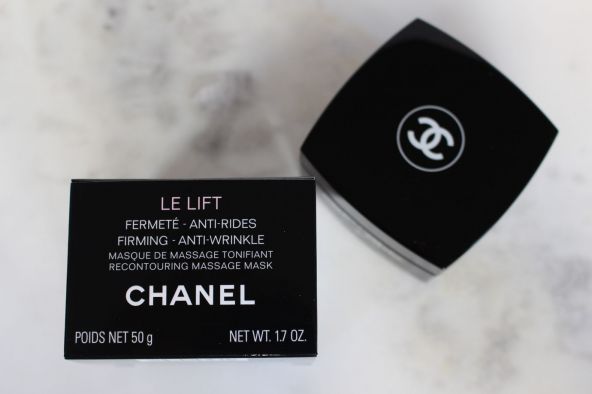 LE LIFT
FERMETÉ - ANTI-RIDES
FIRMING - ANTI-WRINKLE
MASQUE DE MASSAGE TONIFIANT
RECONTOURING MASSAGE MASK
CHANEL
POIDS NET 50 g NET WT. 1.7 OZ.